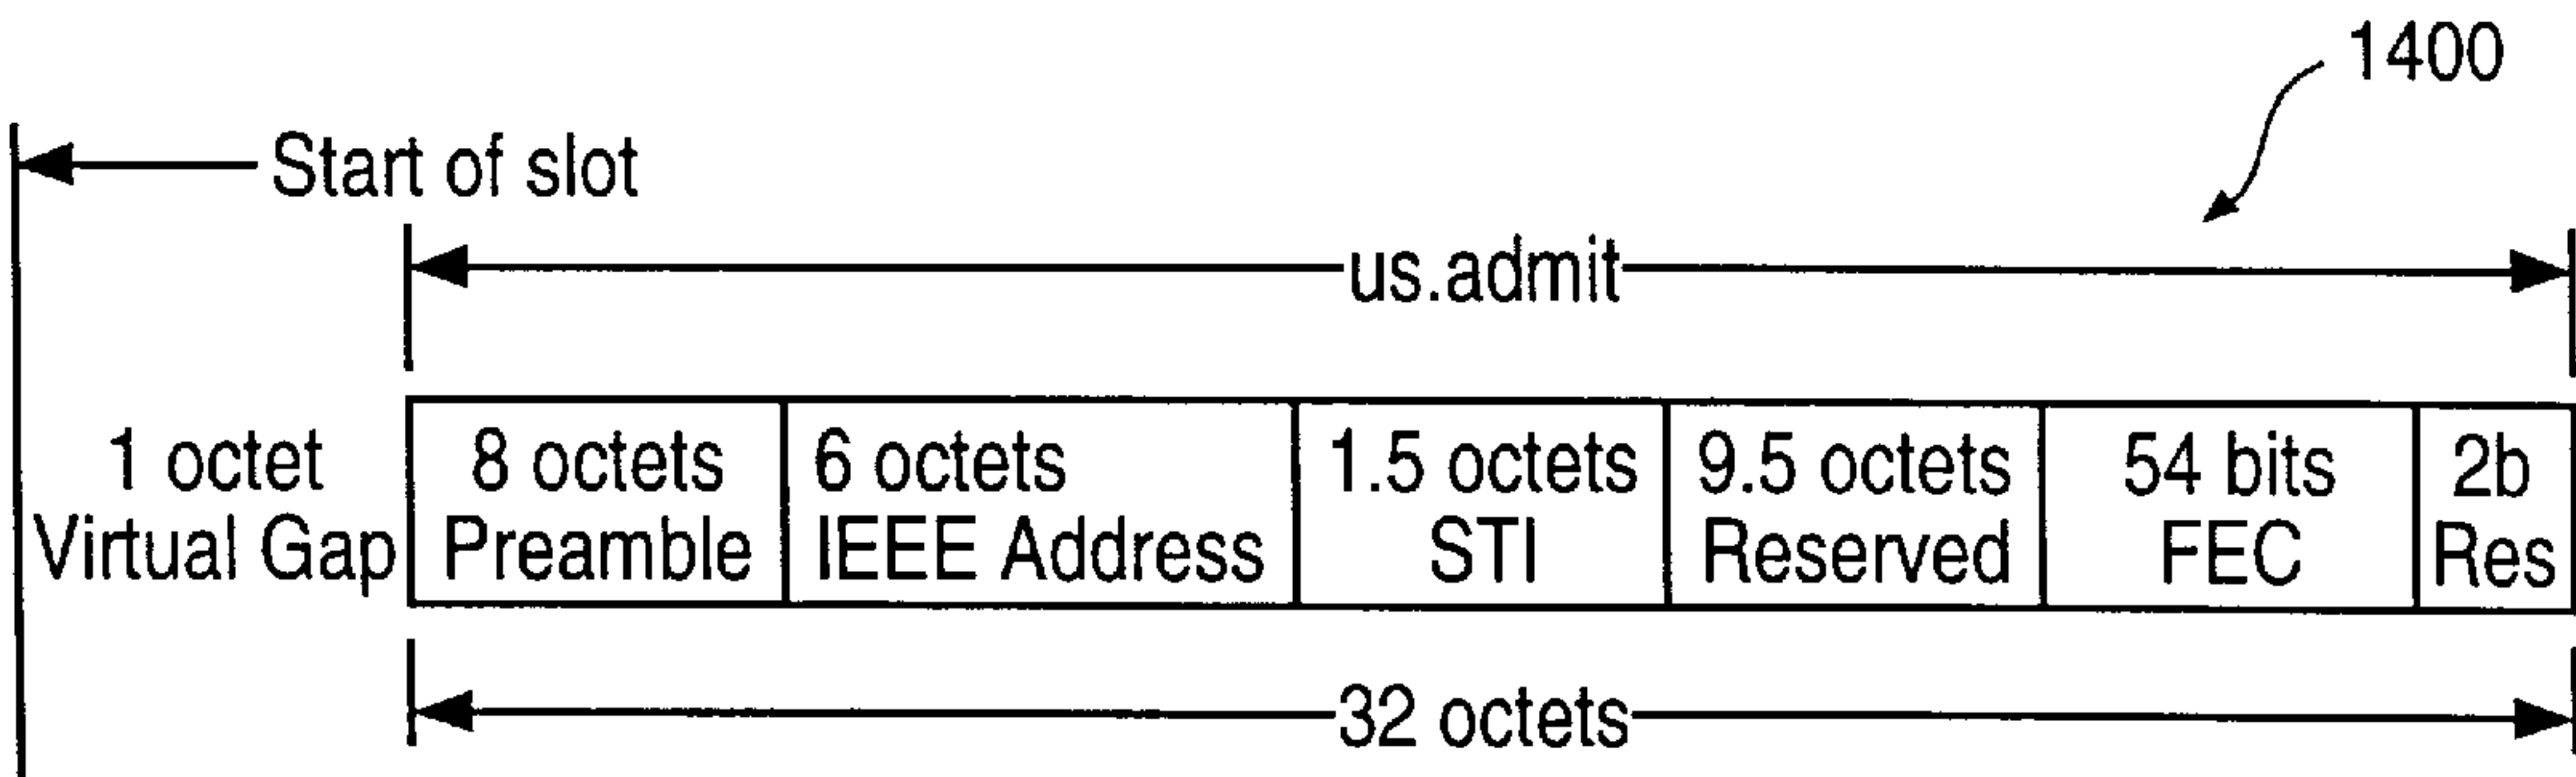 1400
Start of slot
us.admit
1 octet
Virtual Gap
8 octets
Preamble
6 octets
IEEE Address
1.5 octets
STI
9.5 octets
Reserved
54 bits
FEC
2b
Res
32 octets